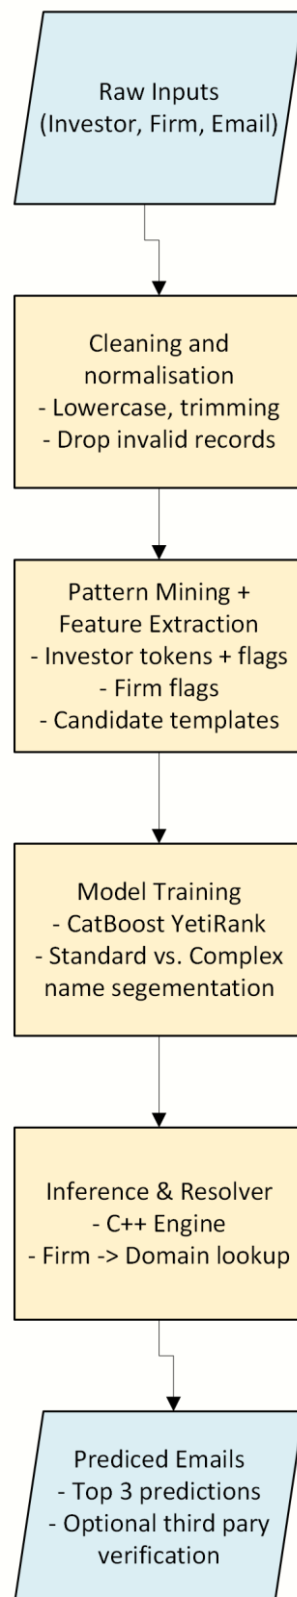 Raw Inputs
(Investor, Firm, Email)
Cleaning and
normalisation
- Lowercase, trimming
- Drop invalid records
Pattern Mining +
Feature Extraction
- Investor tokens + flags
- Firm flags
- Candidate templates
Model Training
- CatBoost YetiRank
- Standard vs. Complex
name segementation
Inference & Resolver
- C++ Engine
- Firm -> Domain lookup
Prediced Emails
- Top 3 predictions
- Optional third pary
verification